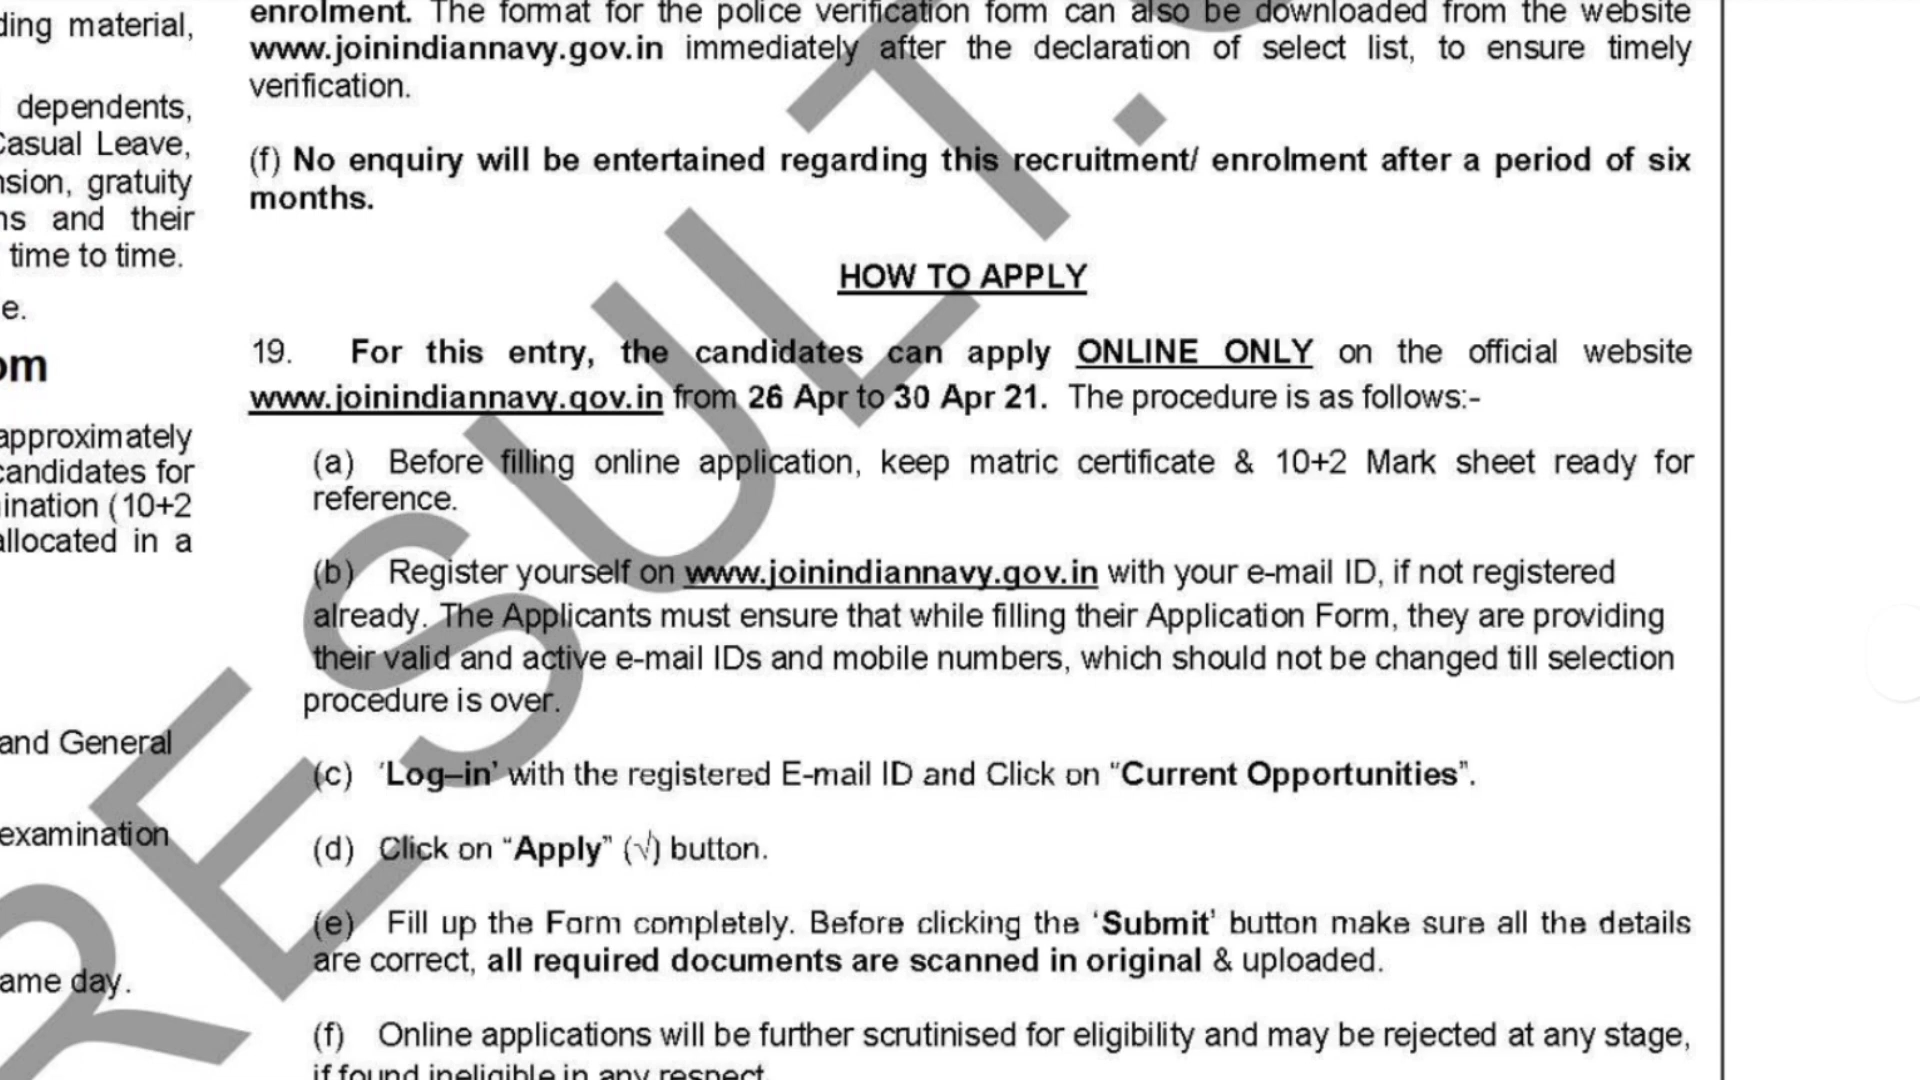 ding material,
dependents,
Casual Leave,
nsion, gratuity
ns and their
time to time.
e.
om
approximately
candidates for
ination (10+2
allocated in a
and General
examination
ame day.
enrolment. The format for the police verification form can also be downloaded from the website
www.joinindiannavy.gov.in immediately after the declaration of select list, to ensure timely
verification.
(f) No enquiry will be entertained regarding this recruitment/ enrolment after a period of six
months.
HOW TO APPLY
19. For this entry, the candidates can apply ONLINE ONLY on the official website
www.joinindiannavy.gov.in from 26 Apr to 30 Apr 21. The procedure is as follows:-
(a) Before filling online application, keep matric certificate & 10+2 Mark sheet ready for
reference.
(b) Register yourself on www.joinindiannavy.gov.in with your e-mail ID, if not registered
already. The Applicants must ensure that while filling their Application Form, they are providing
their valid and active e-mail IDs and mobile numbers, which should not be changed till selection
procedure is over.
(c) ‘Log–in’ with the registered E-mail ID and Click on “Current Opportunities”.
(d) Click on “Apply” (√) button.
(e) Fill up the Form completely. Before clicking the ‘Submit’ button make sure all the details
are correct, all required documents are scanned in original & uploaded.
(f) Online applications will be further scrutinised for eligibility and may be rejected at any stage,
if found ineligible in any respect.
RESULT.